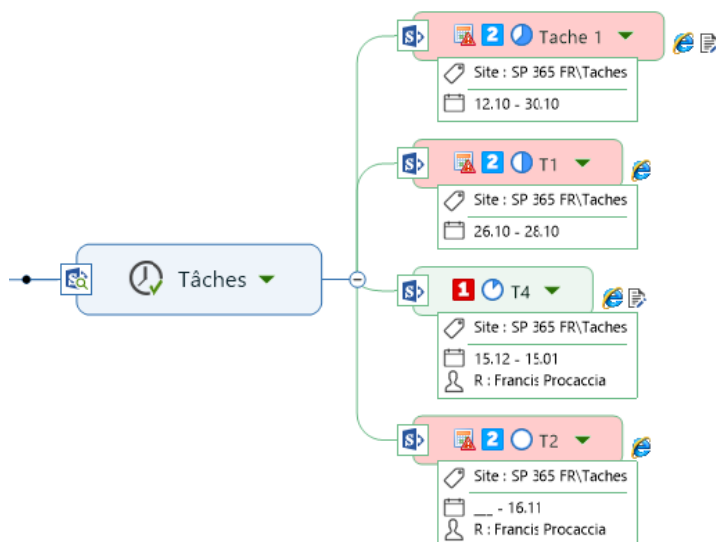 2 Tache 1
Site : SP 365 FR\Taches
12.10 - 30.10
2 T1
Site : SP 365 FR\Taches
26.10 - 28.10
Tâches
1 T4
Site : SP 365 FR\Taches
15.12 - 15.01
R : Francis Procaccia
2 T2
Site : SP 365 FR\Taches
__ - 16.11
R : Francis Procaccia